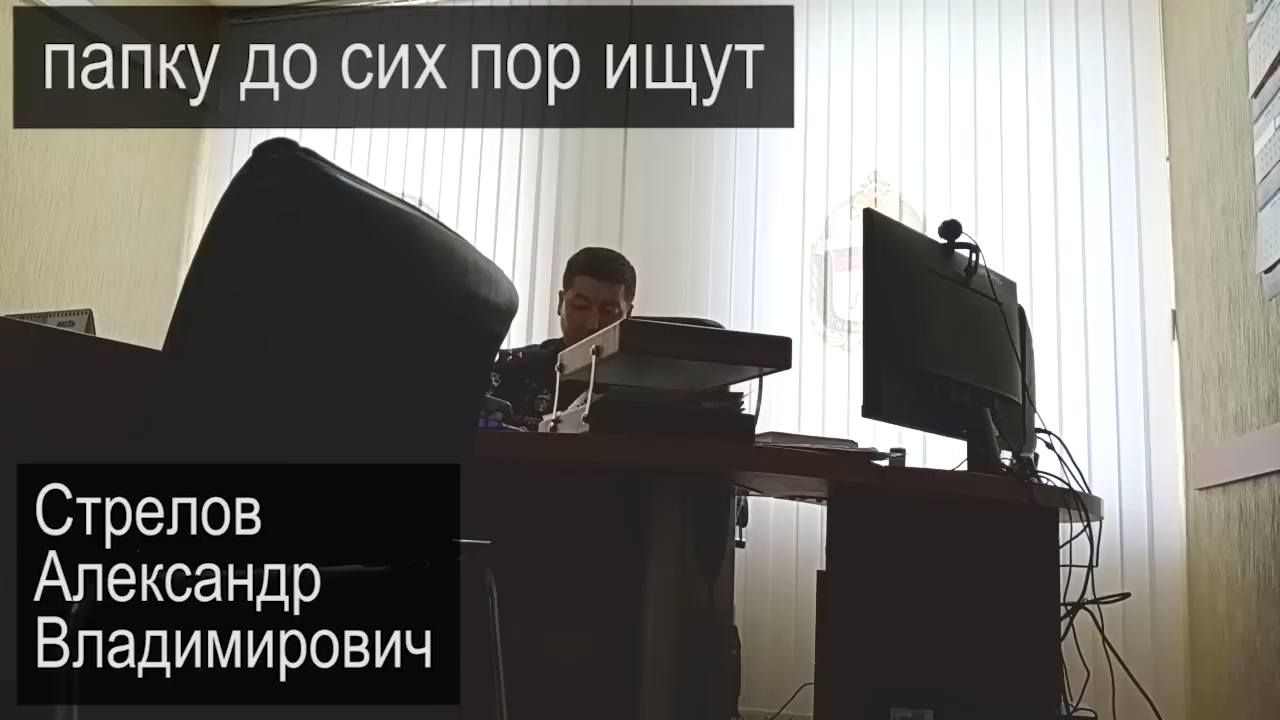 папку до сих пор ищут
Стрелов
Александр
Владимирович